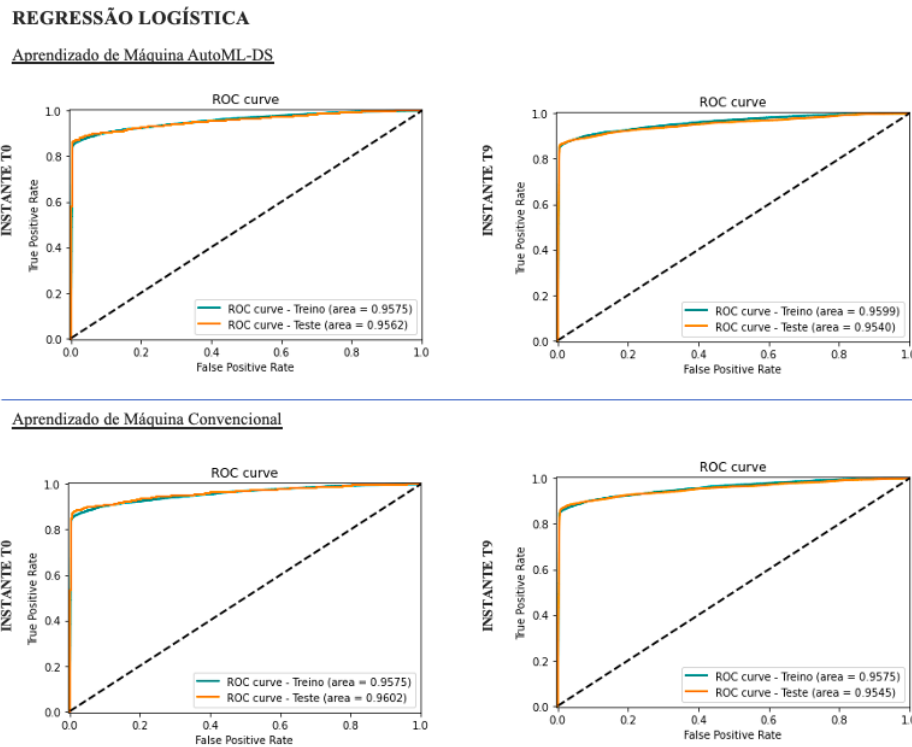 REGRESSÃO LOGÍSTICA
Aprendizado de Máquina AutoML-DS
INSTANTE T0
ROC curve
True Positive Rate
1.0
0.8
0.6
0.4
0.2
0.0
ROC curve - Treino (area = 0.9575)
ROC curve - Teste (area = 0.9562)
0.0 0.2 0.4 0.6 0.8 1.0
False Positive Rate
INSTANTE T9
ROC curve
True Positive Rate
1.0
0.8
0.6
0.4
0.2
0.0
ROC curve - Treino (area = 0.9599)
ROC curve - Teste (area = 0.9540)
0.0 0.2 0.4 0.6 0.8 1.0
False Positive Rate
Aprendizado de Máquina Convencional
INSTANTE T0
ROC curve
True Positive Rate
1.0
0.8
0.6
0.4
0.2
0.0
ROC curve - Treino (area = 0.9575)
ROC curve - Teste (area = 0.9602)
0.0 0.2 0.4 0.6 0.8 1.0
False Positive Rate
INSTANTE T9
ROC curve
True Positive Rate
1.0
0.8
0.6
0.4
0.2
0.0
ROC curve - Treino (area = 0.9575)
ROC curve - Teste (area = 0.9545)
0.0 0.2 0.4 0.6 0.8 1.0
False Positive Rate